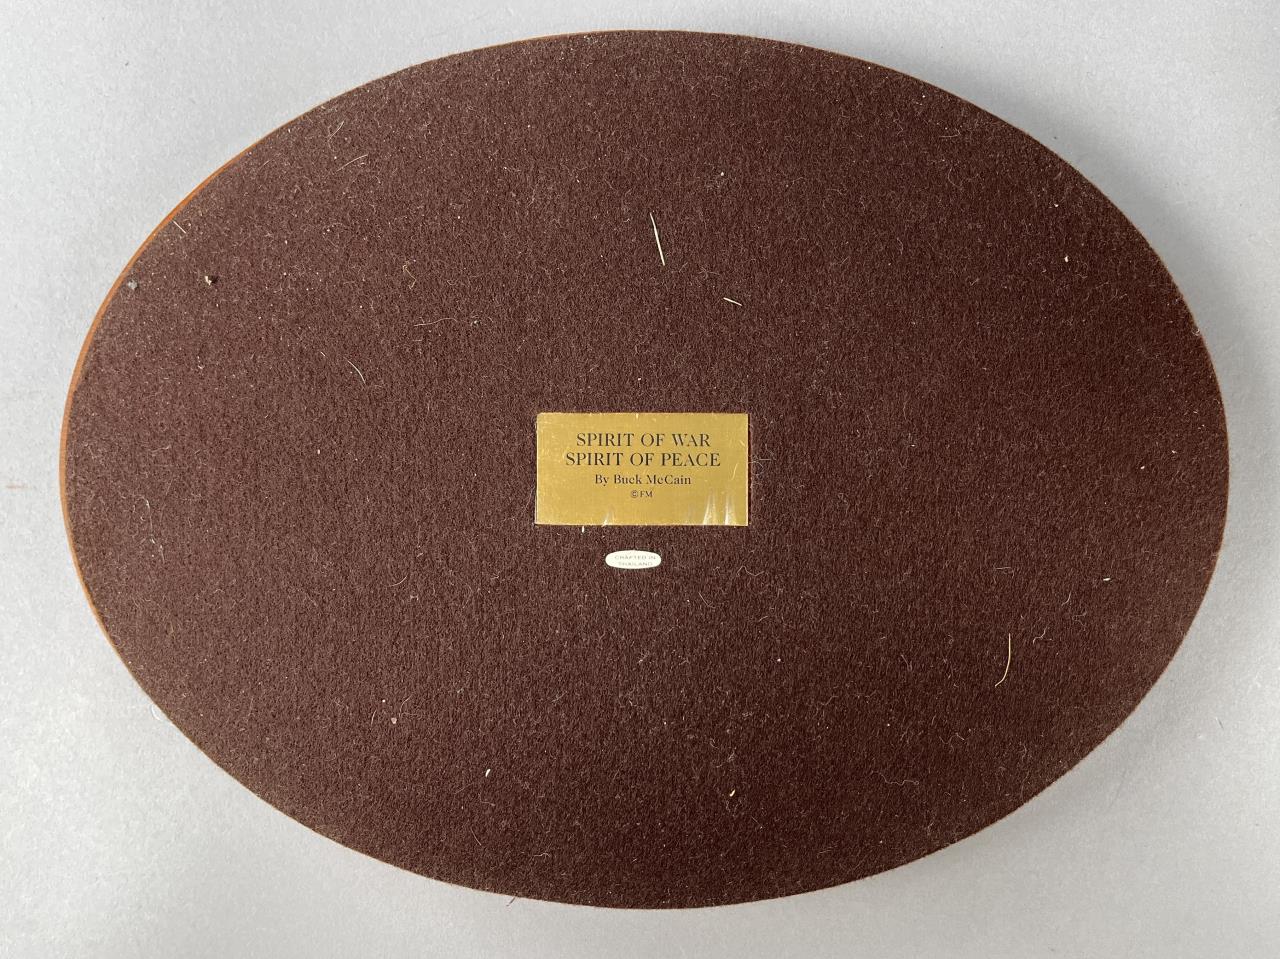 SPIRIT OF WAR
SPIRIT OF PEACE
By Buck McCain
©FM
CRAFTED IN
THAILAND